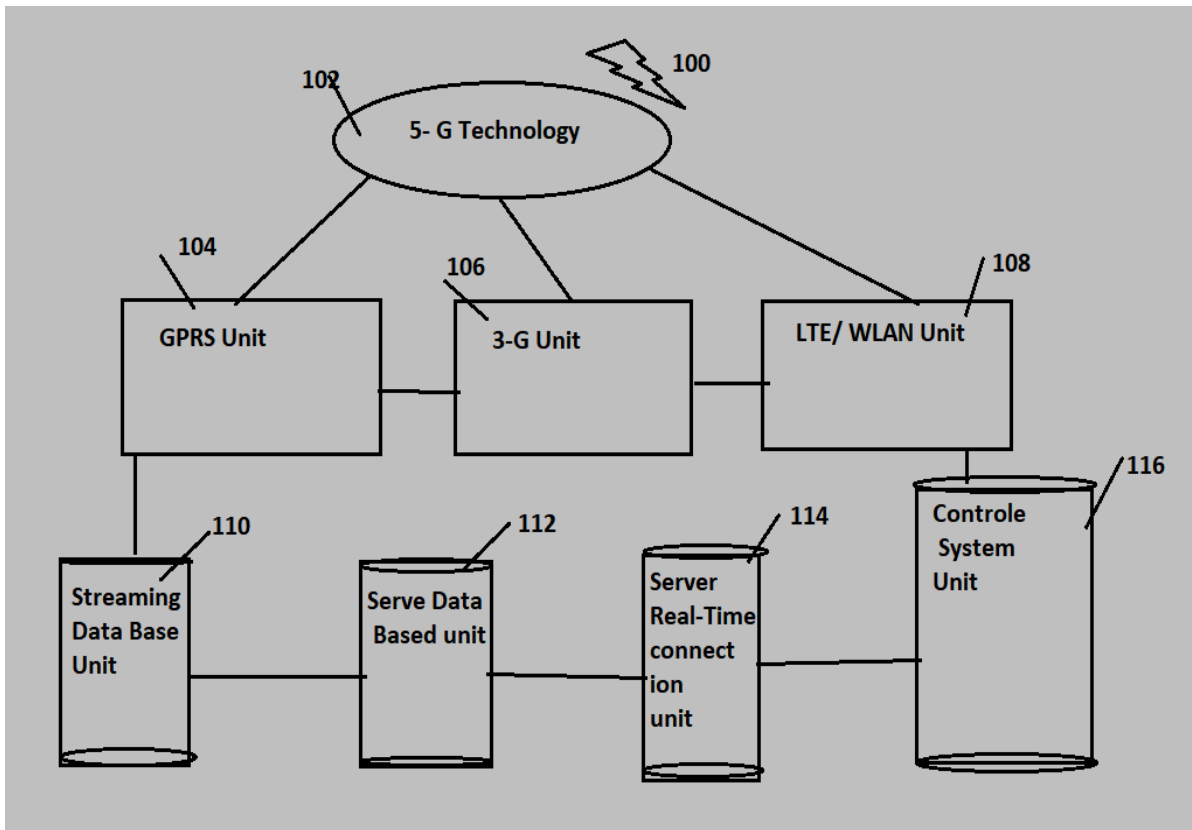 100
102
5- G Technology
104
106
108
GPRS Unit
3-G Unit
LTE/ WLAN Unit
110
112
114
116
Streaming
Data Base
Unit
Serve Data
Based unit
Server
Real-Time
connect
ion
unit
Controle
System
Unit